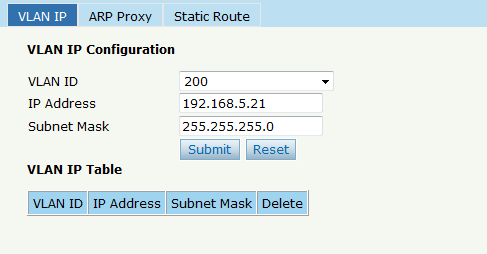 VLAN IP ARP Proxy Static Route
VLAN IP Configuration
VLAN ID 200
IP Address 192.168.5.21
Subnet Mask 255.255.255.0
Submit Reset
VLAN IP Table
VLAN ID IP Address Subnet Mask Delete